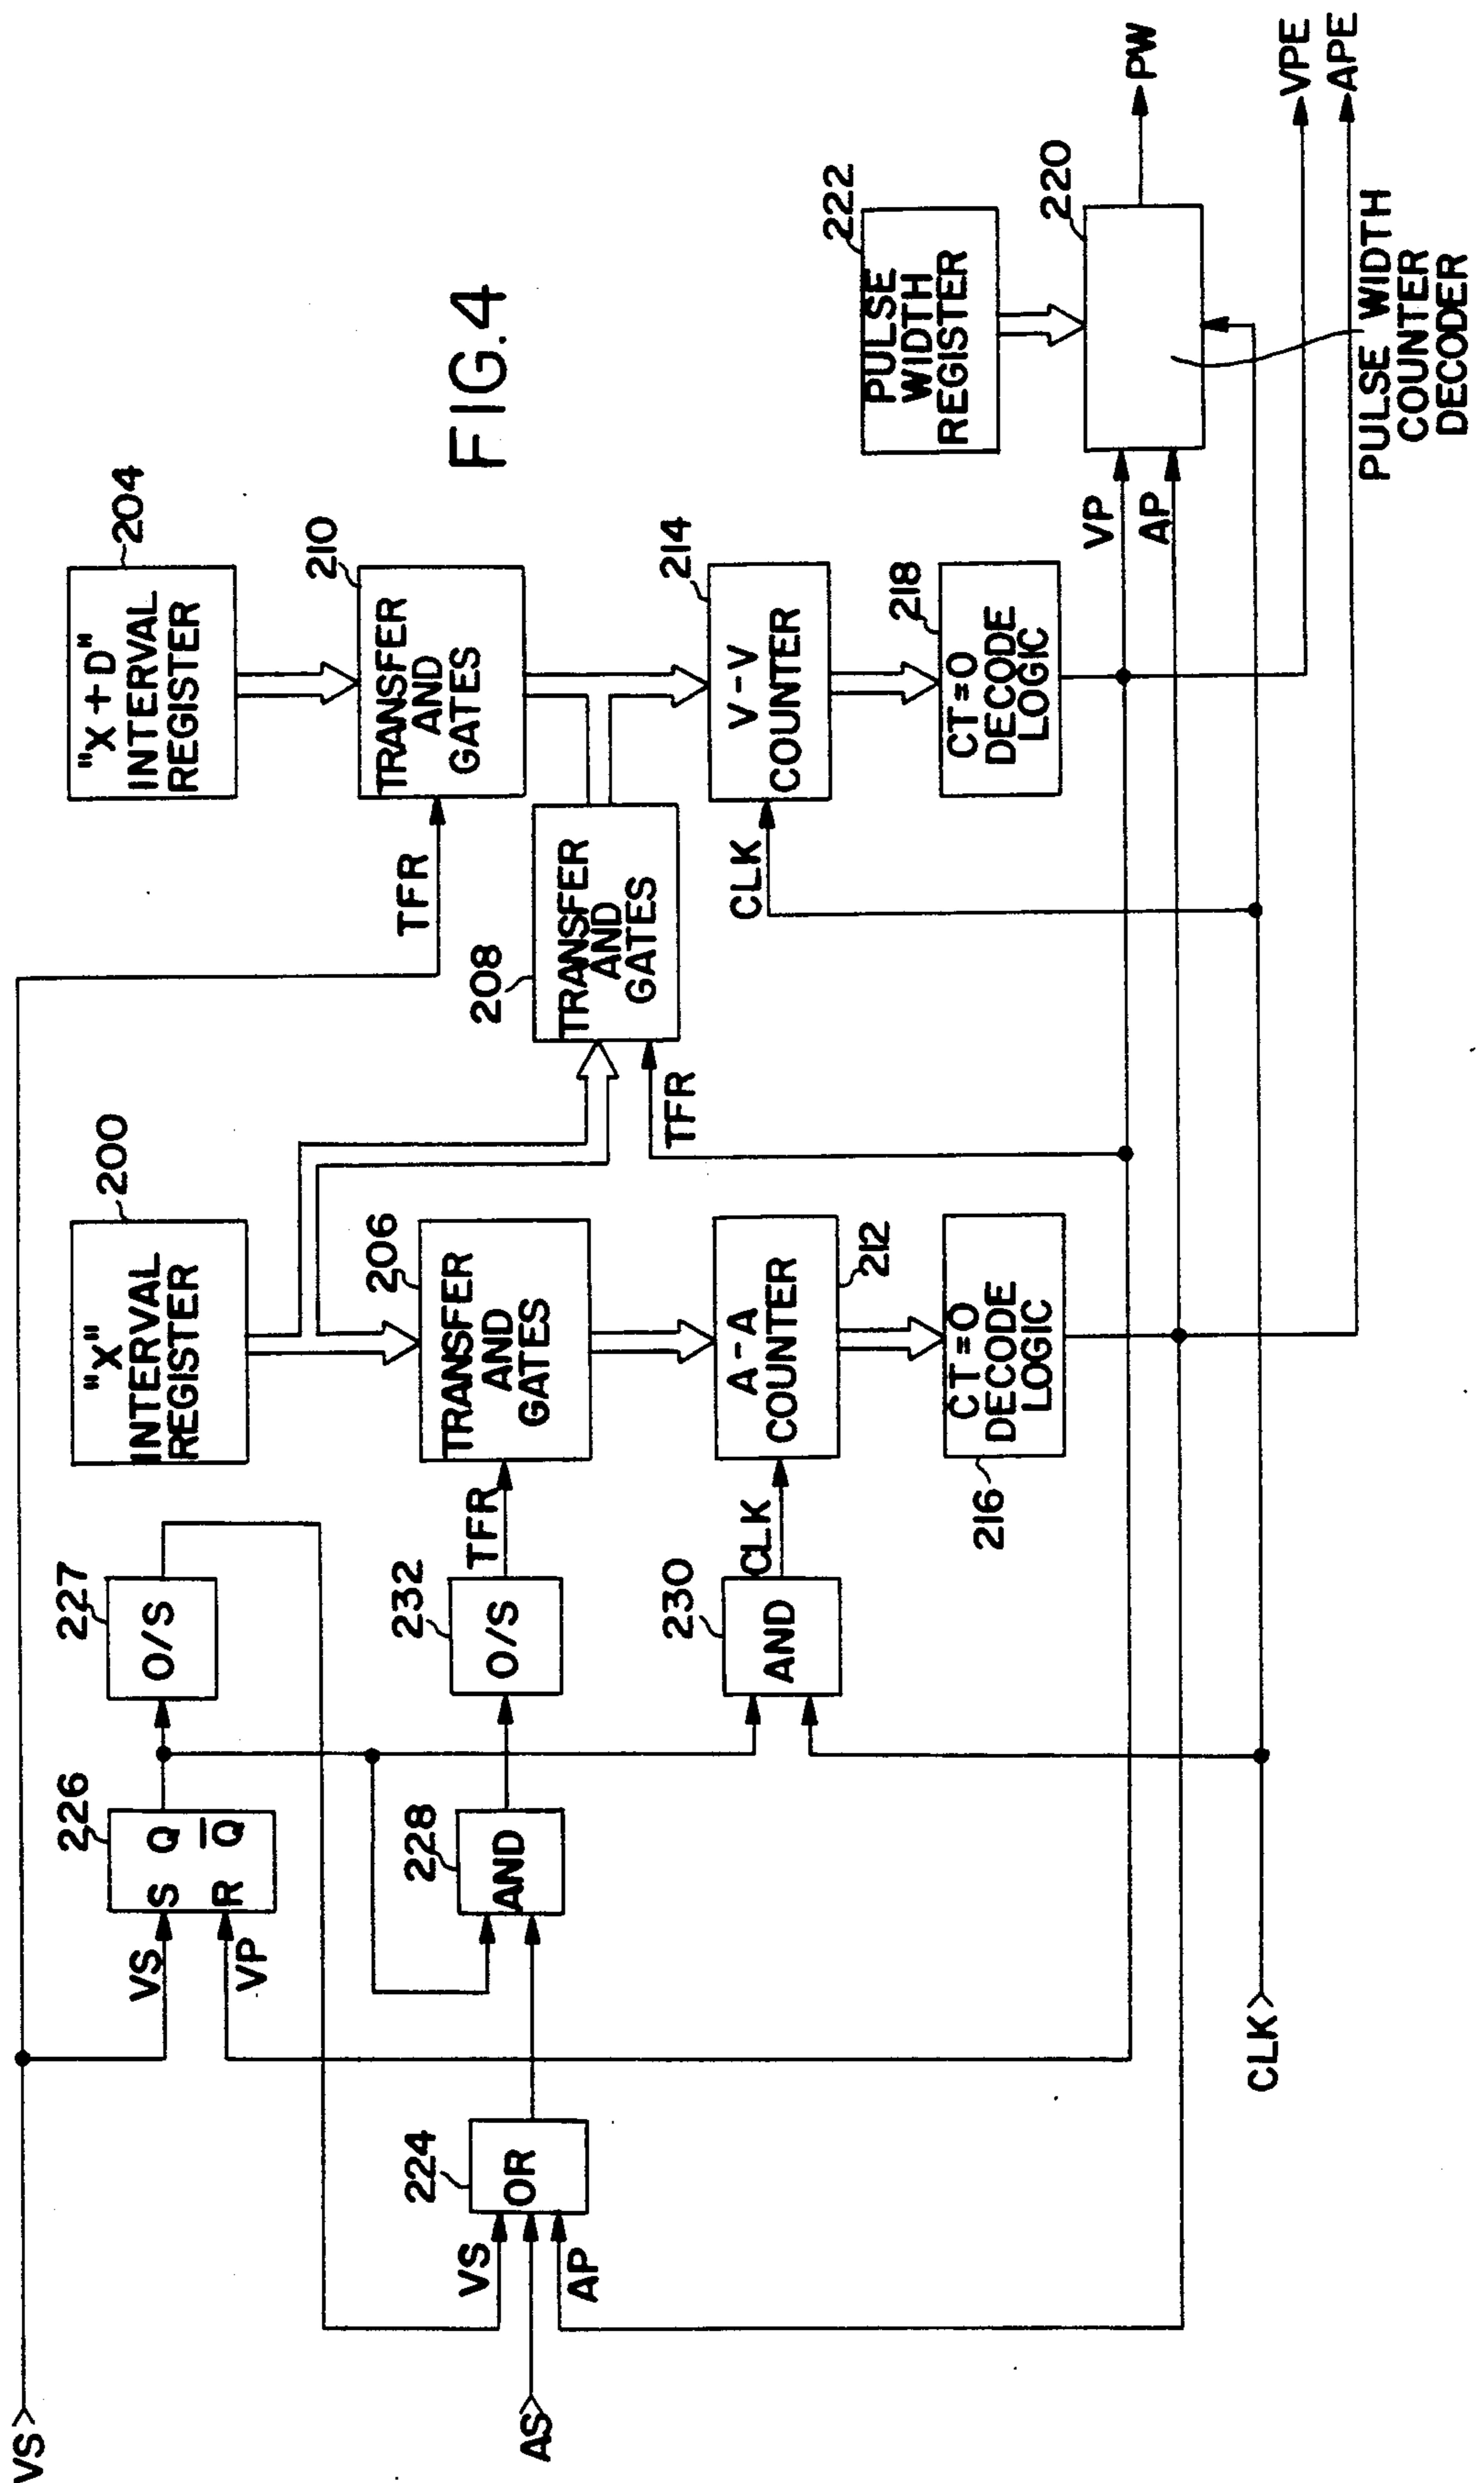 FIG.4
VS
VS
VP
226
S Q
R Q
227
O/S
"X"
INTERVAL
REGISTER
200
"X+D"
INTERVAL
REGISTER
204
VS
AS
AP
224
OR
228
AND
232
O/S
TFR
206
TRANSFER
AND
GATES
TFR
208
TRANSFER
AND
GATES
TFR
210
TRANSFER
AND
GATES
230
AND
CLK
A-A
COUNTER
212
CLK
V-V
COUNTER
214
216
CT=0
DECODE
LOGIC
218
CT=0
DECODE
LOGIC
222
PULSE
WIDTH
REGISTER
VP
AP
220
PW
VPE
APE
PULSE WIDTH
COUNTER
DECODER
CLK